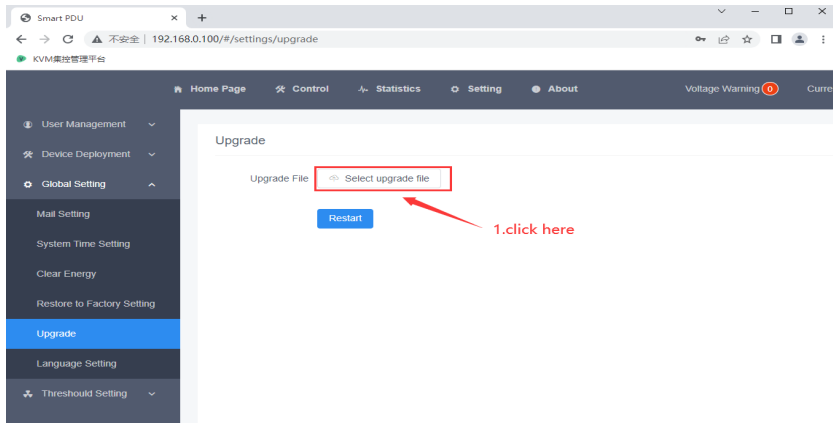 Smart PDU
不安全 | 192.168.0.100/#/settings/upgrade
KVM集控管理平台
Home Page Control Statistics Setting About Voltage Warning 0 Curre
User Management
Device Deployment
Global Setting
Mail Setting
System Time Setting
Clear Energy
Restore to Factory Setting
Upgrade
Language Setting
Threshould Setting
Upgrade
Upgrade File Select upgrade file
Restart
1.click here